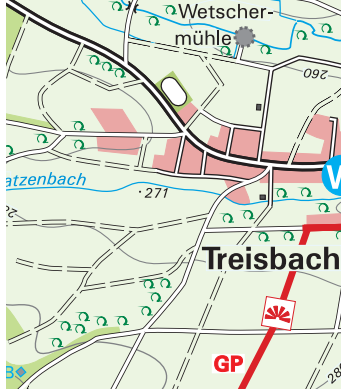 Wetscher-
mühle
260
atzenbach
271
Treisbach
GP
B